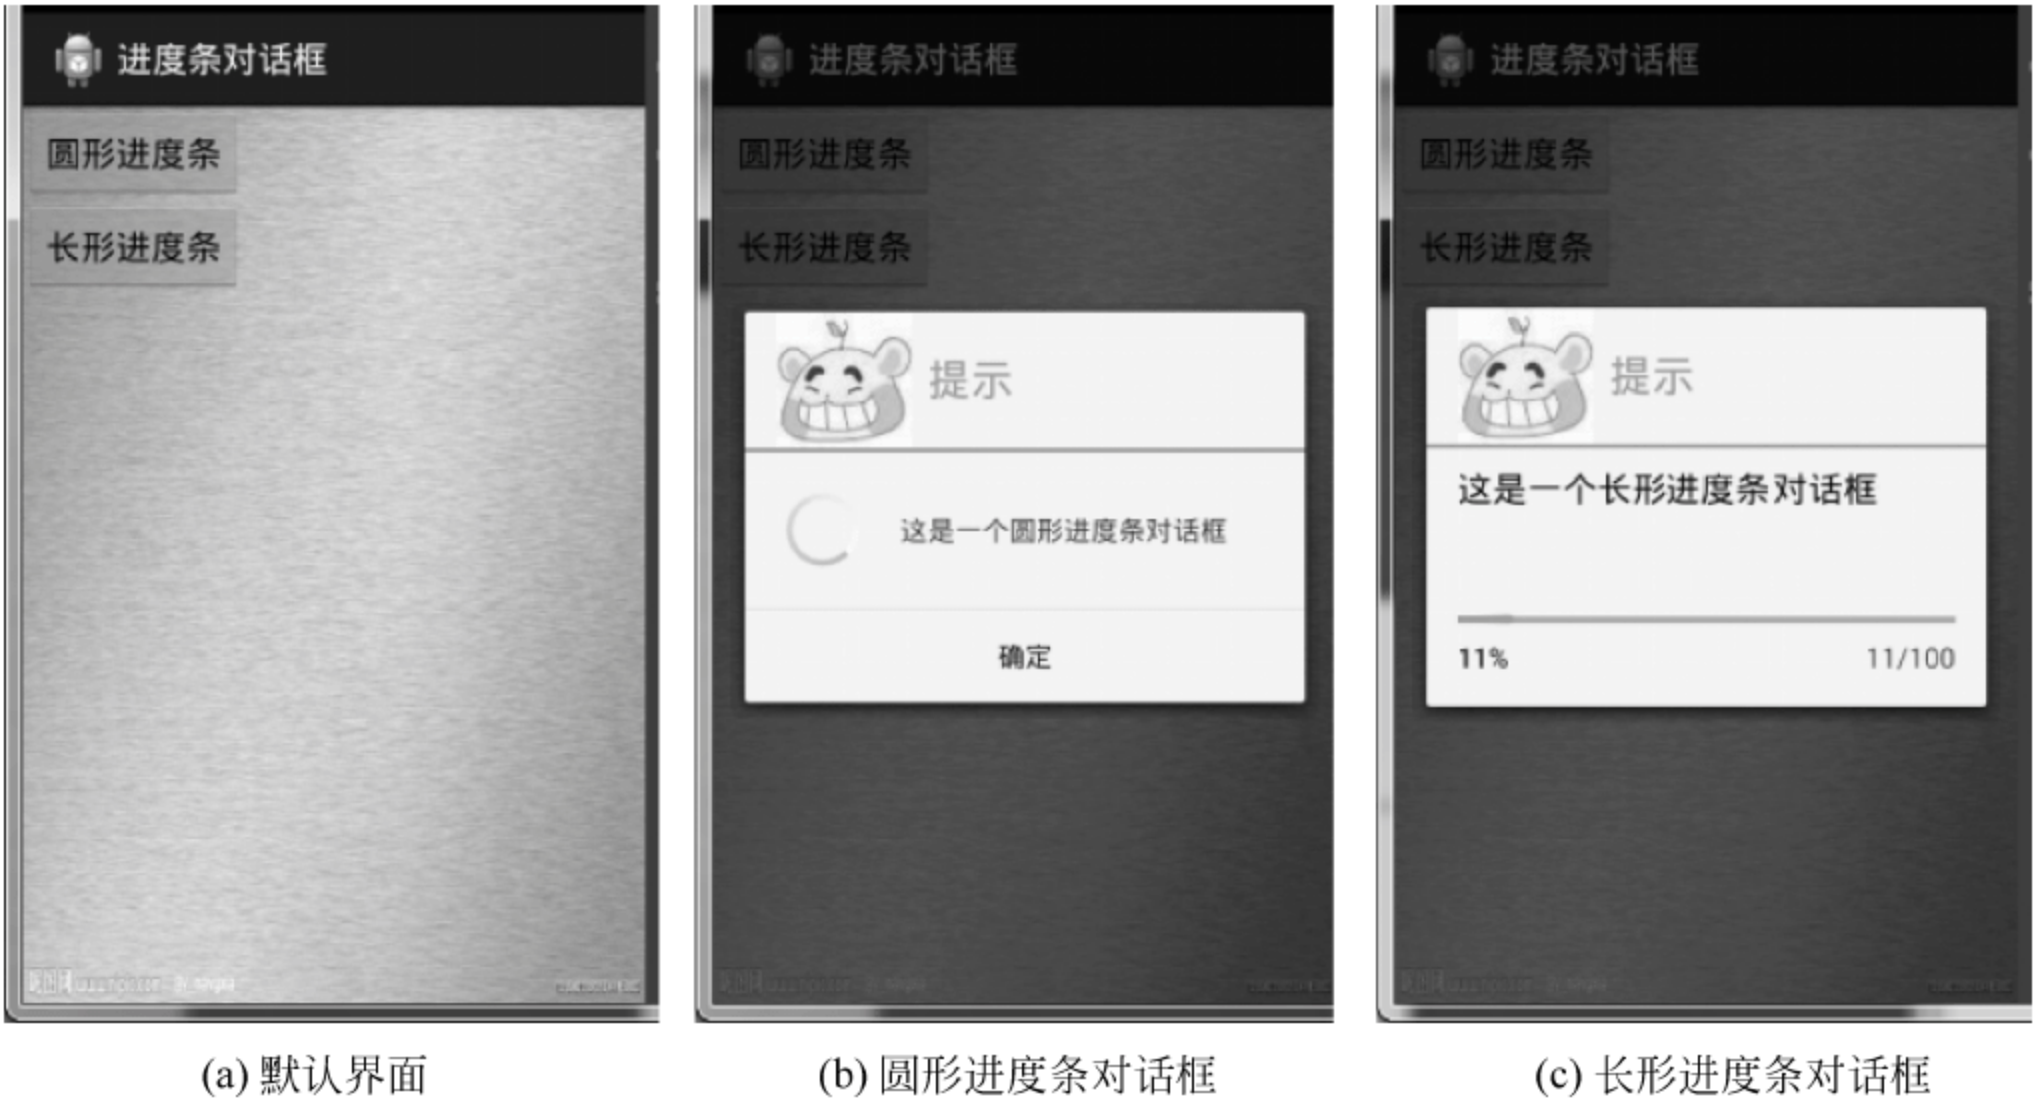 进度条对话框
圆形进度条
长形进度条
(a) 默认界面
进度条对话框
圆形进度条
长形进度条
提示
这是一个圆形进度条对话框
确定
(b) 圆形进度条对话框
进度条对话框
圆形进度条
长形进度条
提示
这是一个长形进度条对话框
11%
11/100
(c) 长形进度条对话框